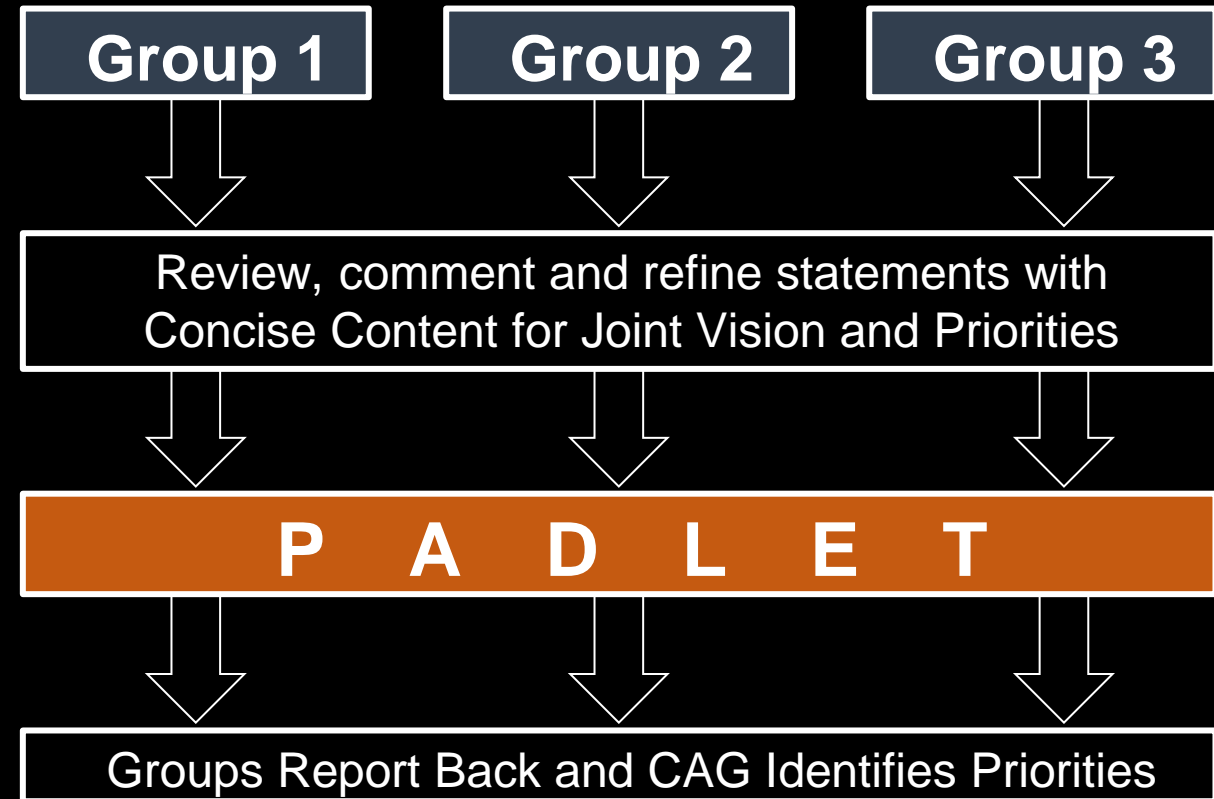 Group 1
Group 2
Group 3
Review, comment and refine statements with
Concise Content for Joint Vision and Priorities
P A D L E T
Groups Report Back and CAG Identifies Priorities